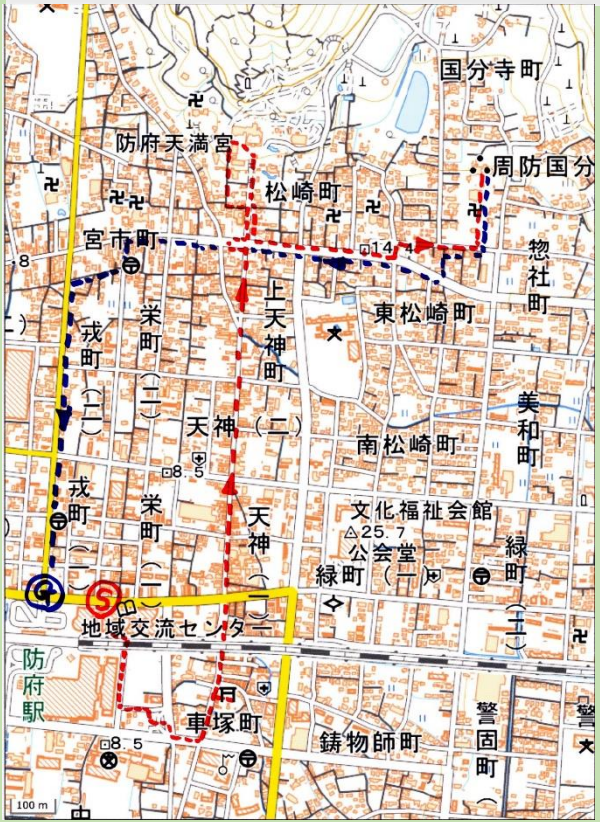 国分寺町
防府天満宮
周防国分
松崎町
宮市町
14.4
惣社町
.8
上天神町
東松崎町
二)
戎町(二)
栄町(二)
美和町
天神(二)
南松崎町
8.5
戎町(一)
栄町(一)
天神(一)
文化福祉会館
25.7
公会堂
緑町(一)
緑町(二)
G
S
地域交流センター
防府駅
車塚町
警固町(
警
鋳物師町
8.5
中
100 m